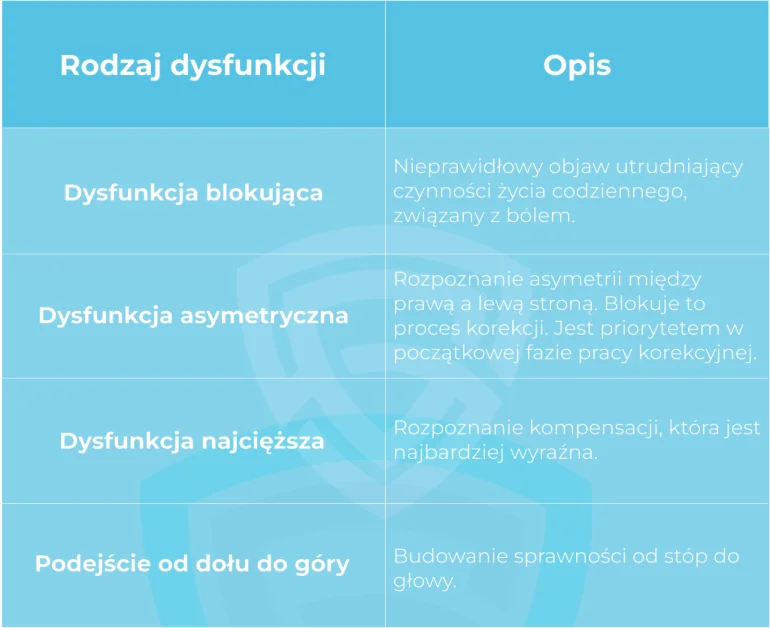 Rodzaj dysfunkcji
Opis
Dysfunkcja blokująca
Nieprawidłowy objaw utrudniający
czynności życia codziennego,
związany z bólem.
Dysfunkcja asymetryczna
Rozpoznanie asymetrii między
prawą a lewą stroną. Blokuje to
proces korekcji. Jest priorytetem w
początkowej fazie pracy korekcyjnej.
Dysfunkcja najcięższa
Rozpoznanie kompensacji, która jest
najbardziej wyraźna.
Podejście od dołu do góry
Budowanie sprawności od stóp do
głowy.